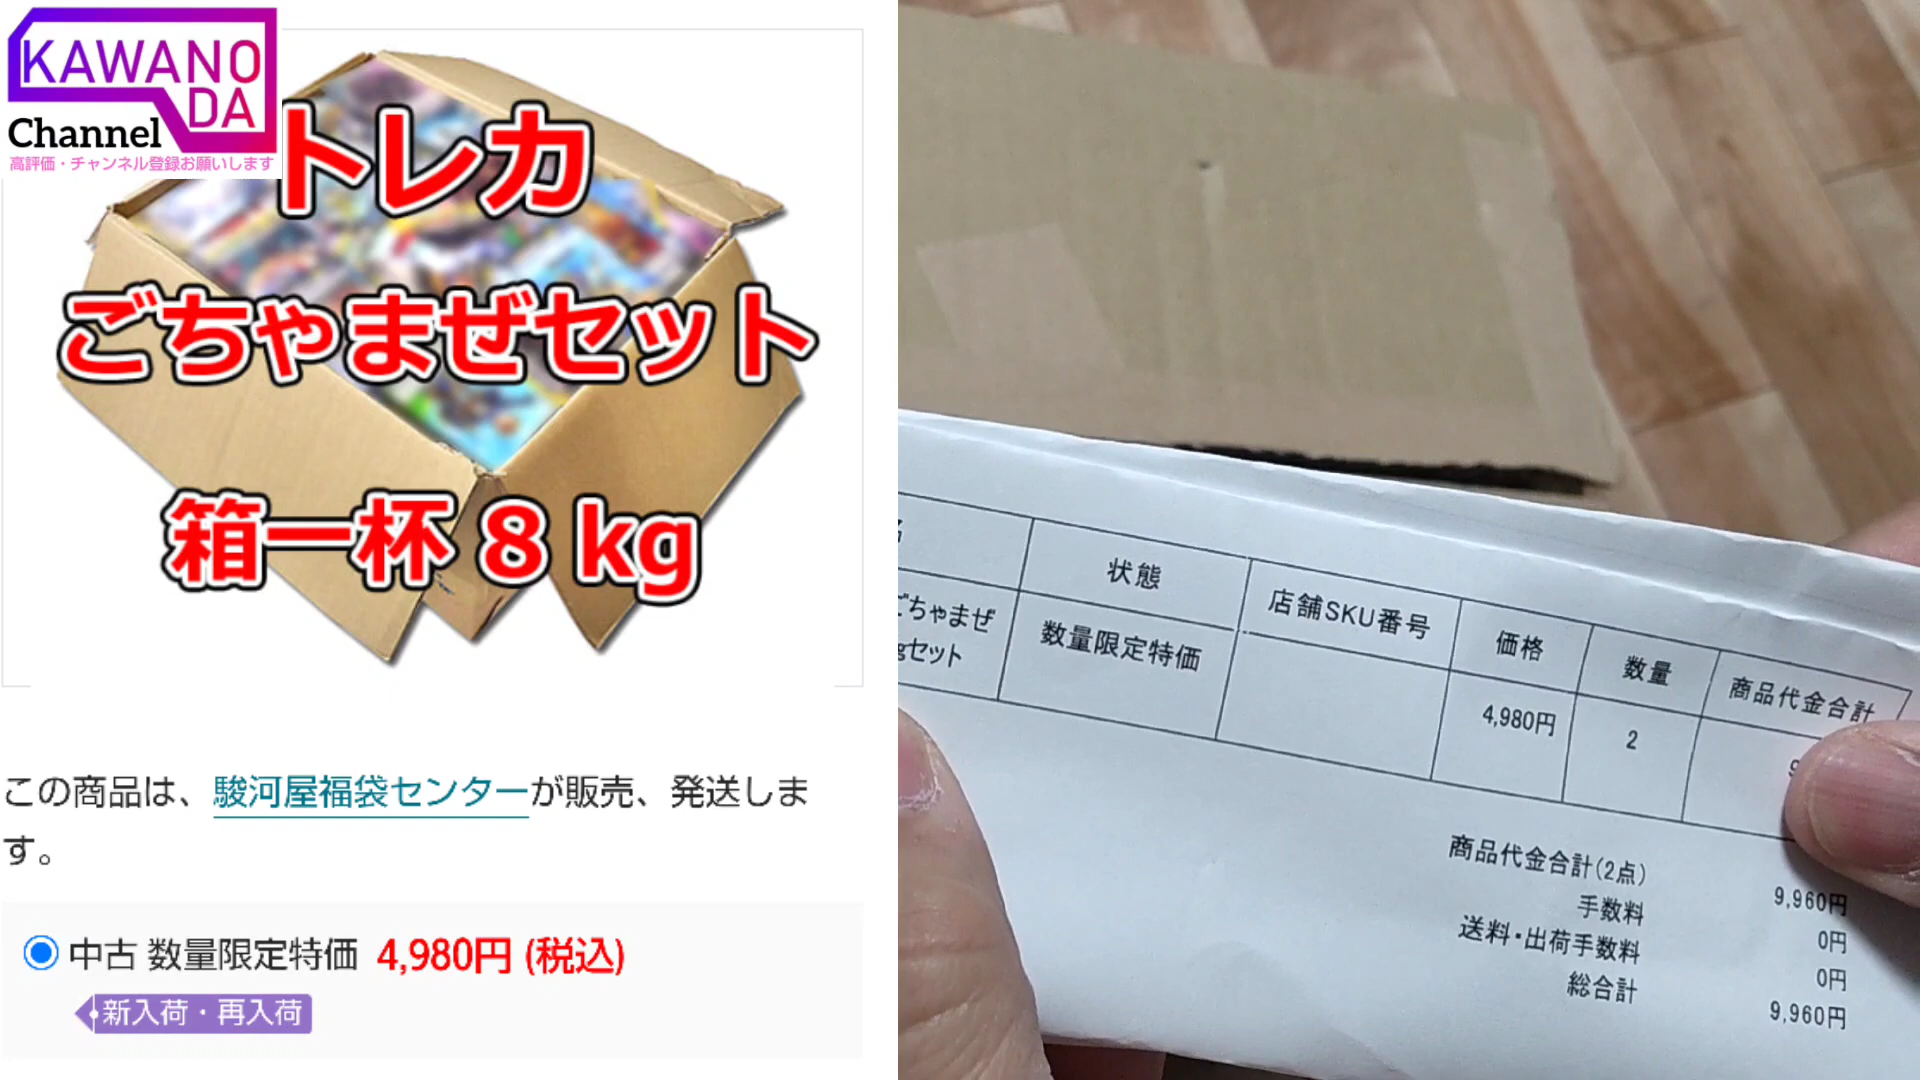 KAWANO
DA
Channel
高評価・チャンネル登録お願いします
トレカ
ごちゃまぜセット
箱一杯 8 kg
この商品は、駿河屋福袋センターが販売、発送しま
す。
中古 数量限定特価 4,980円 (税込)
新入荷・再入荷
状態
店舗SKU番号
価格
数量
商品代金合計
ごちゃまぜ
gセット
数量限定特価
4,980円
2
商品代金合計(2点)
9,960円
手数料
0円
送料・出荷手数料
0円
総合計
9,960円